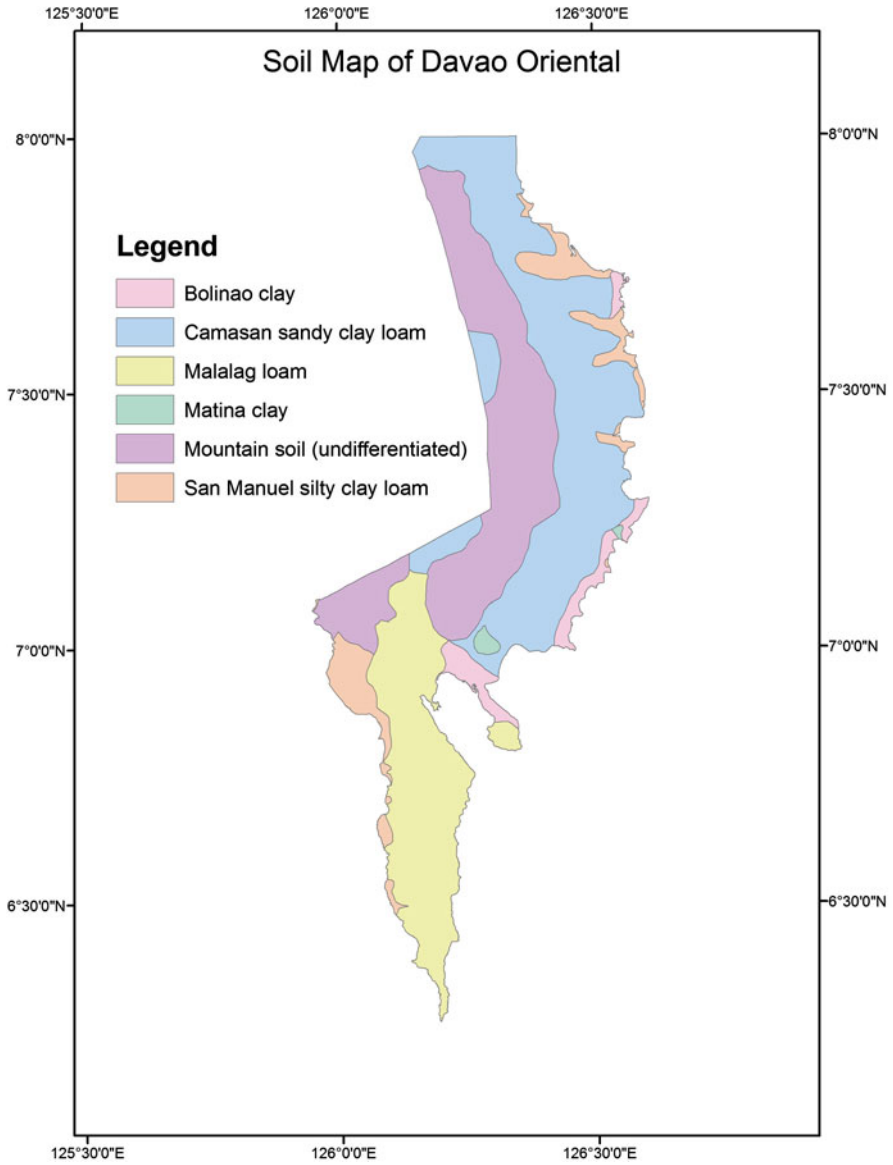 125°30'0"E 126°0'0"E 126°30'0"E
Soil Map of Davao Oriental
8°0'0"N 8°0'0"N
Legend
Bolinao clay
Camasan sandy clay loam
Malalag loam
7°30'0"N 7°30'0"N
Matina clay
Mountain soil (undifferentiated)
San Manuel silty clay loam
7°0'0"N 7°0'0"N
6°30'0"N 6°30'0"N
125°30'0"E 126°0'0"E 126°30'0"E